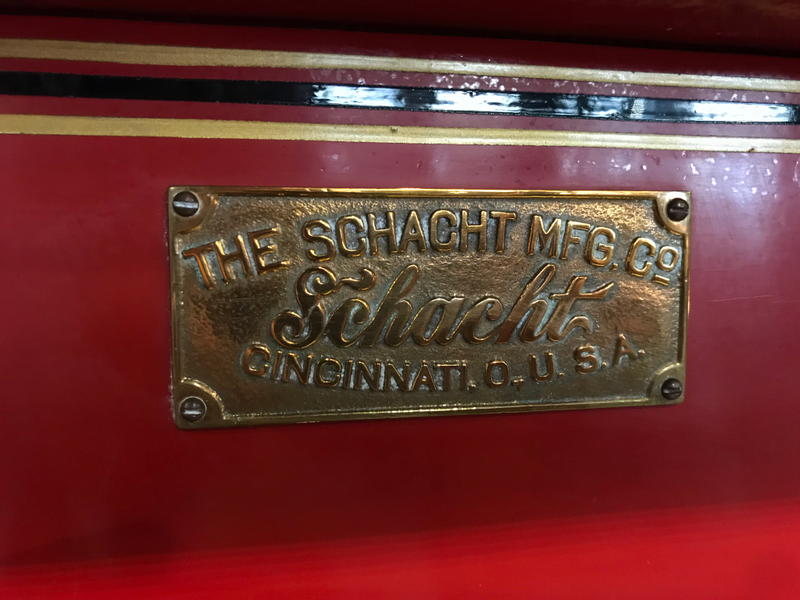 THE SCHACHT MFG. CO
Schacht
CINCINNATI, O., U. S. A.